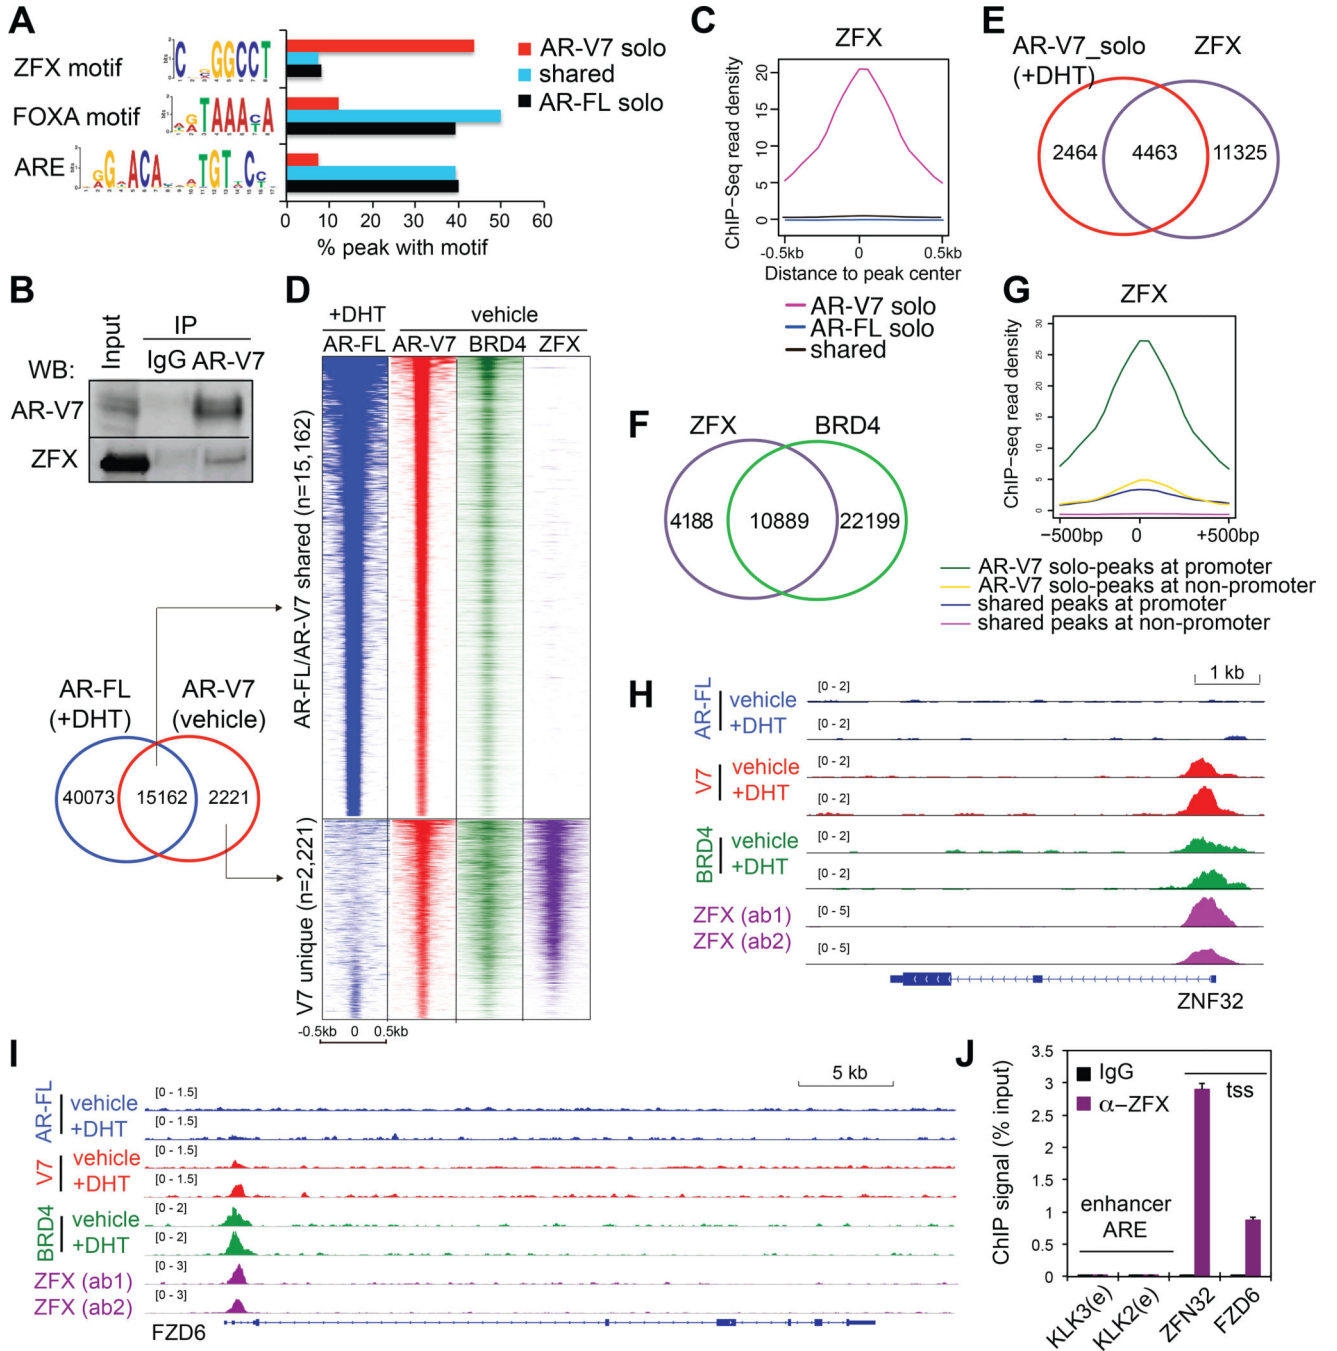 A
ZFX motif
FOXA motif
ARE
AR-V7 solo
shared
AR-FL solo
0 10 20 30 40 50 60
% peak with motif
B
Input
IP
IgG AR-V7
WB:
AR-V7
ZFX
C
ZFX
ChIP-Seq read density
20
15
10
5
0
-0.5kb 0 0.5kb
Distance to peak center
AR-V7 solo
AR-FL solo
shared
D
+DHT vehicle
AR-FL AR-V7 BRD4 ZFX
AR-FL/AR-V7 shared (n=15,162)
V7 unique (n=2,221)
-0.5kb 0 0.5kb
AR-FL (+DHT)
AR-V7 (vehicle)
40073 15162 2221
E
AR-V7_solo (+DHT)
ZFX
2464 4463 11325
F
ZFX BRD4
4188 10889 22199
G
ZFX
ChIP-seq read density
30
25
20
15
10
5
0
−500bp 0 +500bp
AR-V7 solo-peaks at promoter
AR-V7 solo-peaks at non-promoter
shared peaks at promoter
shared peaks at non-promoter
H
1 kb
AR-FL
vehicle [0 - 2]
+DHT [0 - 2]
V7
vehicle [0 - 2]
+DHT [0 - 2]
BRD4
vehicle [0 - 2]
+DHT [0 - 2]
ZFX (ab1) [0 - 5]
ZFX (ab2) [0 - 5]
ZNF32
I
5 kb
AR-FL
vehicle [0 - 1.5]
+DHT [0 - 1.5]
V7
vehicle [0 - 1.5]
+DHT [0 - 1.5]
BRD4
vehicle [0 - 2]
+DHT [0 - 2]
ZFX (ab1) [0 - 3]
ZFX (ab2) [0 - 3]
FZD6
J
ChIP signal (% input)
3.5
3
2.5
2
1.5
1
0.5
0
IgG
α−ZFX
tss
enhancer
ARE
KLK3(e) KLK2(e) ZFN32 FZD6